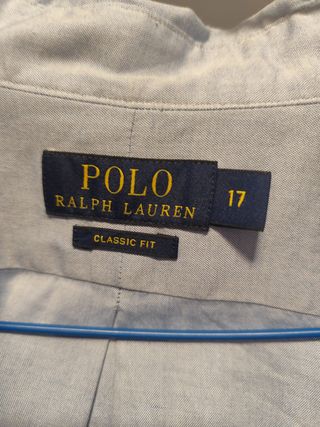 POLO
RALPH LAUREN
17
CLASSIC FIT